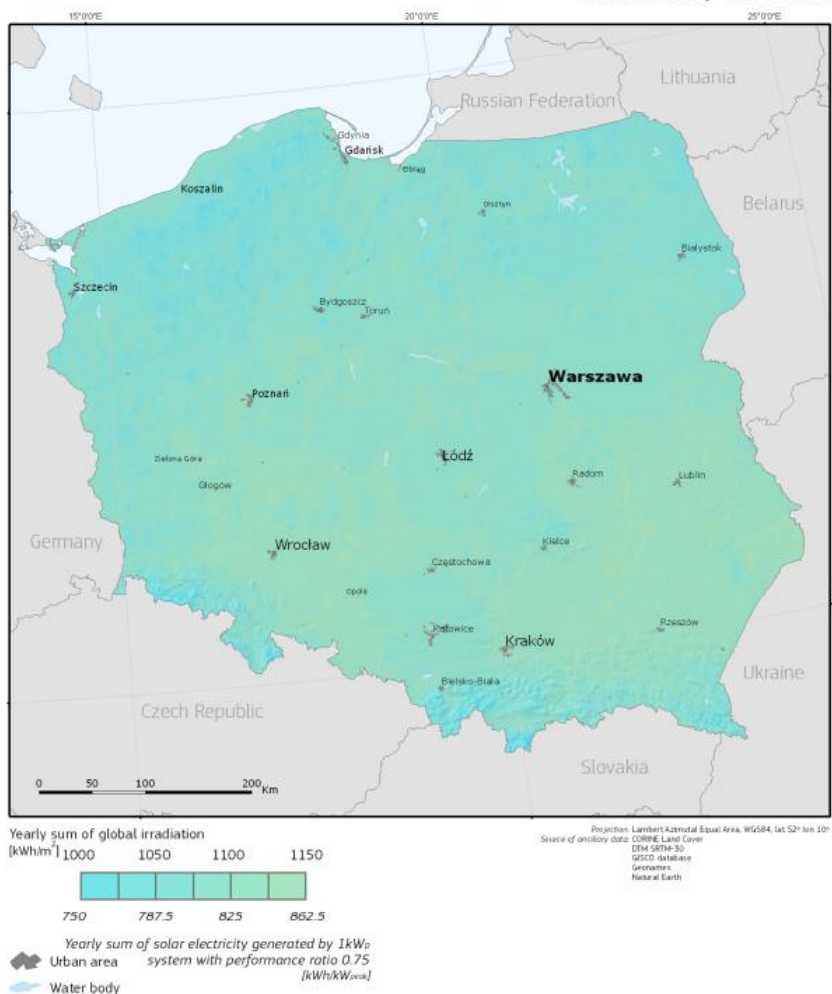 15°0'0"E 20°0'0"E 25°0'0"E
Lithuania
Russian Federation
Gdynia
Gdańsk
Elbląg
Koszalin
Olsztyn
Belarus
Białystok
Szczecin
Bydgoszcz
Toruń
Warszawa
Poznań
Łódź
Zielona Góra
Radom
Lublin
Głogów
Germany
Wrocław
Kielce
Częstochowa
Opole
Katowice
Kraków
Rzeszów
Bielsko-Biała
Ukraine
Czech Republic
Slovakia
0 50 100 200 Km
Yearly sum of global irradiation
[kWh/m²] 1000 1050 1100 1150
750 787.5 825 862.5
Yearly sum of solar electricity generated by 1kWp
system with performance ratio 0.75
[kWh/kWpeak]
Urban area
Water body
Projection: Lambert Azimutal Equal Area, WGS84, lat 52° lon 10°
Source of ancillary data: CORINE Land Cover
DTM SRTM-30
GISCO database
Geonames
Natural Earth